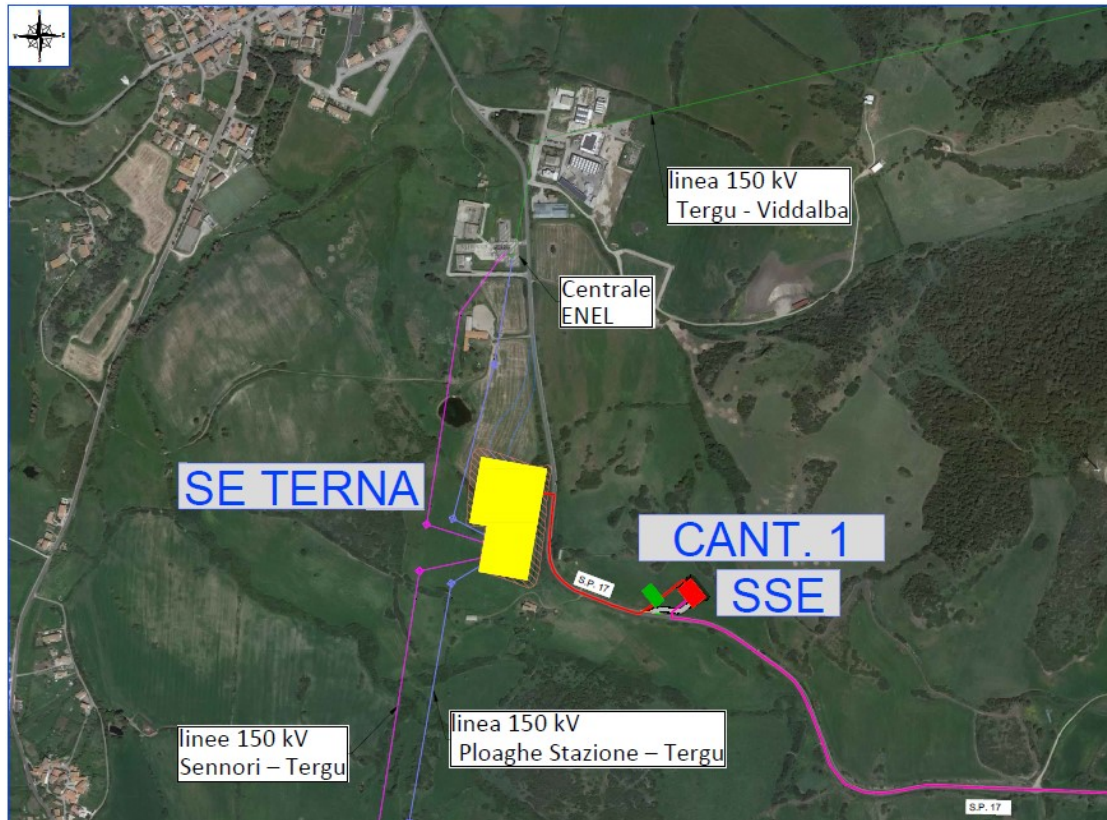 linea 150 kV
Tergu - Viddalba
Centrale
ENEL
SE TERNA
CANT. 1
SSE
S.P. 17
linee 150 kV
Sennori – Tergu
linea 150 kV
Ploaghe Stazione – Tergu
S.P. 17